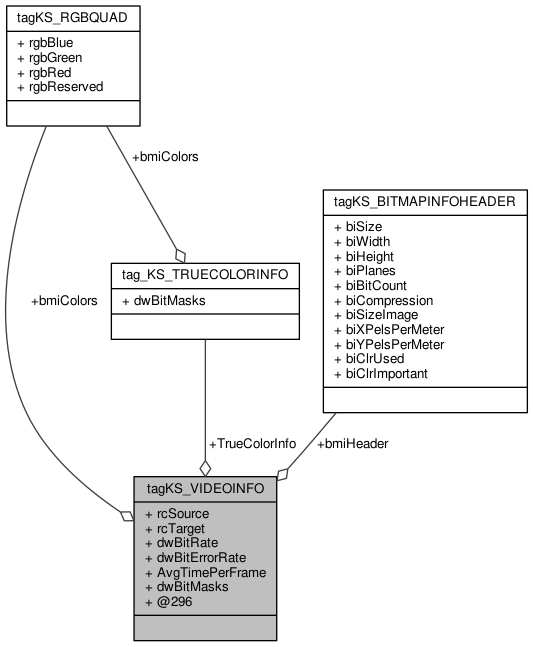 tagKS_RGBQUAD
+ rgbBlue
+ rgbGreen
+ rgbRed
+ rgbReserved
+bmiColors
tagKS_BITMAPINFOHEADER
+ biSize
+ biWidth
+ biHeight
+ biPlanes
+ biBitCount
+ biCompression
+ biSizeImage
+ biXPelsPerMeter
+ biYPelsPerMeter
+ biClrUsed
+ biClrImportant
tag_KS_TRUECOLORINFO
+ dwBitMasks
+bmiColors
+TrueColorInfo
+bmiHeader
tagKS_VIDEOINFO
+ rcSource
+ rcTarget
+ dwBitRate
+ dwBitErrorRate
+ AvgTimePerFrame
+ dwBitMasks
+ @296